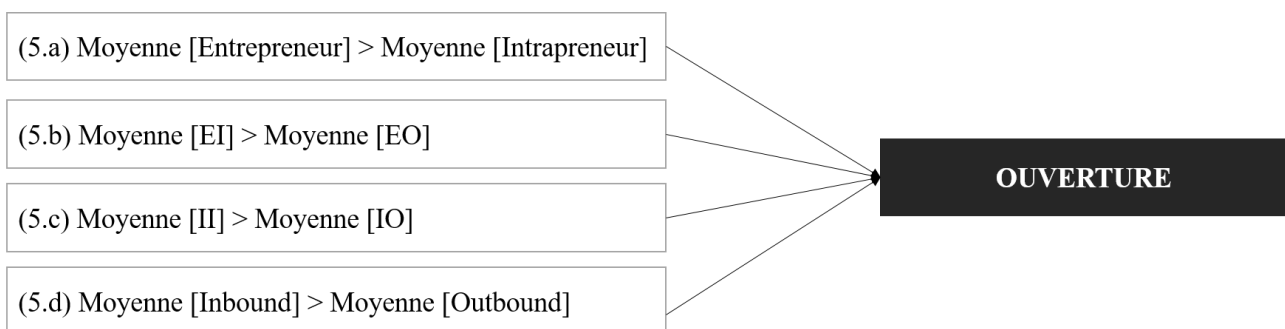 (5.a) Moyenne [Entrepreneur] > Moyenne [Intrapreneur]
(5.b) Moyenne [EI] > Moyenne [EO]
(5.c) Moyenne [II] > Moyenne [IO]
(5.d) Moyenne [Inbound] > Moyenne [Outbound]
OUVERTURE